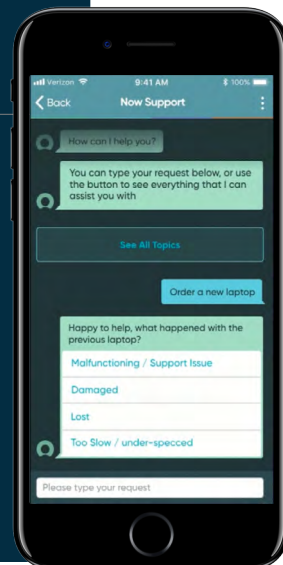 Verizon 9:41 AM 100%
Back Now Support
How can I help you?
You can type your request below, or use
the button to see everything that I can
assist you with
See All Topics
Order a new laptop
Happy to help, what happened with the
previous laptop?
Malfunctioning / Support Issue
Damaged
Lost
Too Slow / under-specced
Please type your request